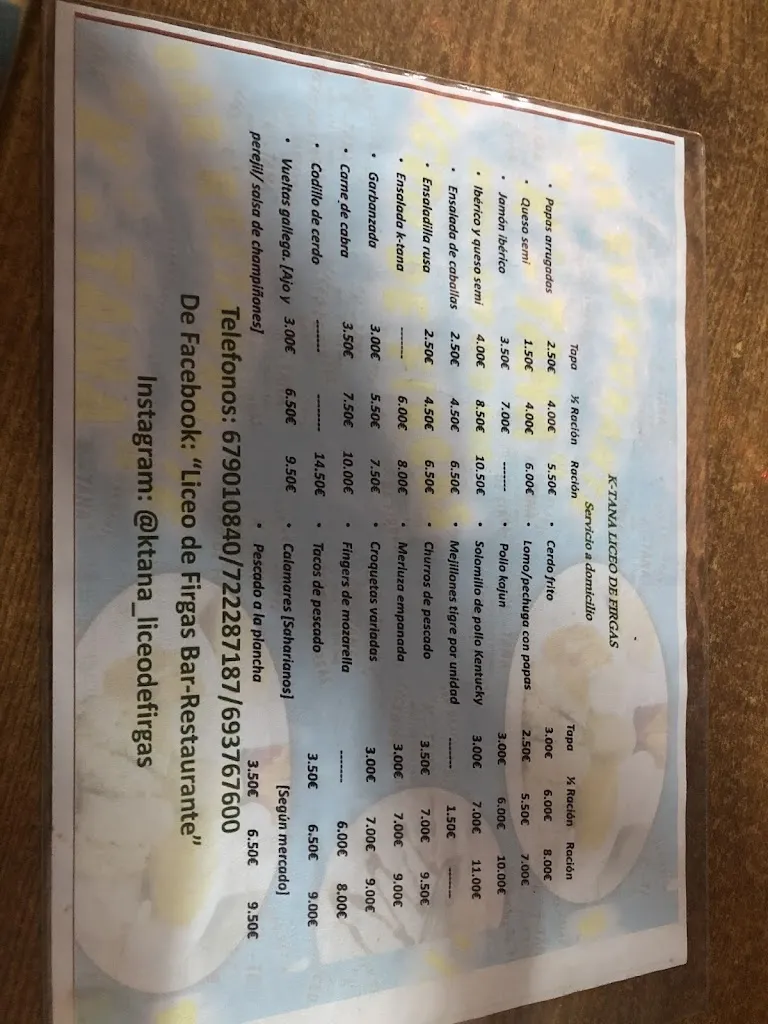 K-TANA LICEO DE FIRGAS
Servicio a domicilio
Tapa ½ Ración Ración
• Papas arrugadas 2.50€ 4.00€ 5.50€
• Queso semi 1.50€ 4.00€ 6.00€
• Jamón ibérico 3.50€ 7.00€ -------
• Ibérico y queso semi 4.00€ 8.50€ 10.50€
• Ensalada de caballas 2.50€ 4.50€ 6.50€
• Ensaladilla rusa 2.50€ 4.50€ 6.50€
• Ensalada k-tana ------- 6.00€ 8.00€
• Garbanzada 3.00€ 5.50€ 7.50€
• Carne de cabra 3.50€ 7.50€ 10.00€
• Codillo de cerdo ------- ------- 14.50€
• Vueltas gallega. [Ajo y 3.00€ 6.50€ 9.50€
perejil/ salsa de champiñones]
Tapa ½ Ración Ración
• Cerdo frito 3.00€ 6.00€ 8.00€
• Lomo/pechuga con papas 2.50€ 5.50€ 7.00€
• Pollo kajun 3.00€ 6.00€ 10.00€
• Solomillo de pollo Kentucky 3.00€ 7.00€ 11.00€
• Mejillones tigre por unidad ------- 1.50€ -------
• Churros de pescado 3.50€ 7.00€ 9.50€
• Merluza empanada 3.00€ 7.00€ 9.00€
• Croquetas variadas 3.00€ 7.00€ 9.00€
• Fingers de mozarella ------- 6.00€ 8.00€
• Tacos de pescado 3.50€ 6.50€ 9.00€
• Calamares [Saharianos] [Según mercado]
• Pescado a la plancha 3.50€ 6.50€ 9.50€
Telefonos: 679010840/722287187/693767600
De Facebook: “Liceo de Firgas Bar-Restaurante”
Instagram: @ktana_liceodefirgas